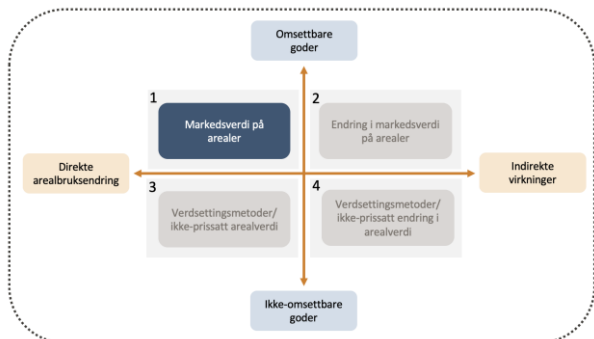 Omsettbare
goder
1
2
Markedsverdi på
arealer
Endring i markedsverdi
på arealer
Direkte
arealbruksendring
Indirekte
virkninger
3
4
Verdsettingsmetoder/
ikke-prissatt arealverdi
Verdsettingsmetoder/
ikke-prissatt endring i
arealverdi
Ikke-omsettbare
goder